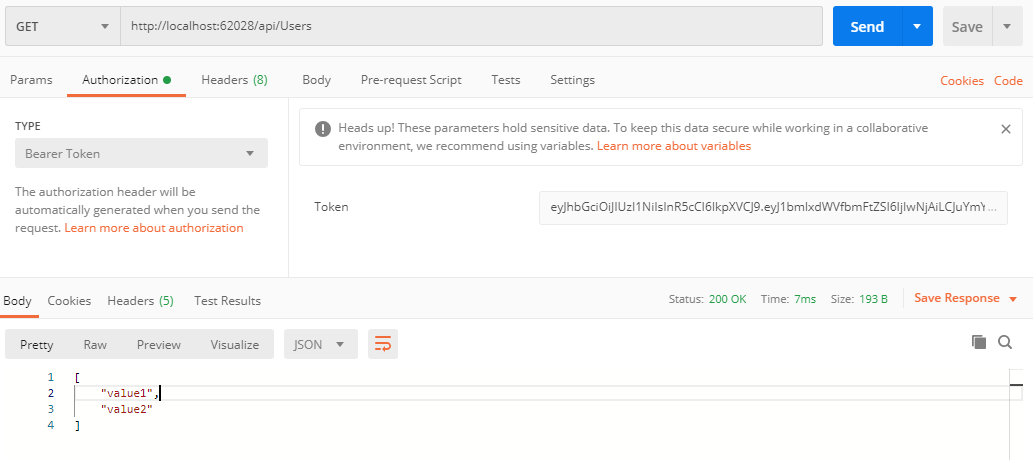 GET http://localhost:62028/api/Users Send Save
Params Authorization Headers (8) Body Pre-request Script Tests Settings Cookies Code
TYPE
Bearer Token
The authorization header will be
automatically generated when you send the
request. Learn more about authorization
Heads up! These parameters hold sensitive data. To keep this data secure while working in a collaborative
environment, we recommend using variables. Learn more about variables
Token eyJhbGciOiJIUzI1NiIsInR5cCI6IkpXVCJ9.eyJ1bmlxdWVfbmFtZSI6IjIwNjAiLCJuYmY...
Body Cookies Headers (5) Test Results Status: 200 OK Time: 7ms Size: 193 B Save Response
Pretty Raw Preview Visualize JSON
1 [
2 "value1",
3 "value2"
4 ]